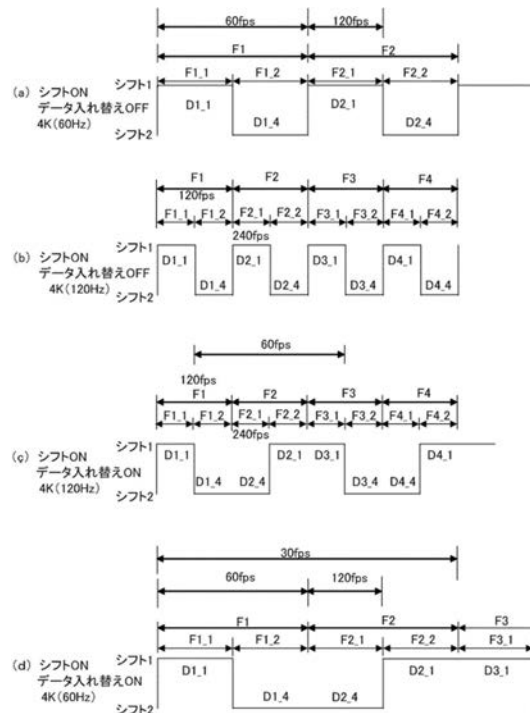 60fps 120fps
F1 F2
F1_1 F1_2 F2_1 F2_2
(a) シフトON
データ入れ替えOFF
4K(60Hz)
シフト1
シフト2
D1_1 D2_1
D1_4 D2_4
F1 F2 F3 F4
120fps
F1_1 F1_2 F2_1 F2_2 F3_1 F3_2 F4_1 F4_2
240fps
(b) シフトON
データ入れ替えOFF
4K(120Hz)
シフト1
シフト2
D1_1 D2_1 D3_1 D4_1
D1_4 D2_4 D3_4 D4_4
60fps
120fps
F1 F2 F3 F4
F1_1 F1_2 F2_1 F2_2 F3_1 F3_2 F4_1 F4_2
240fps
(c) シフトON
データ入れ替えON
4K(120Hz)
シフト1
シフト2
D1_1 D2_1 D3_1 D4_1
D1_4 D2_4 D3_4 D4_4
30fps
60fps 120fps
F1 F2 F3
F1_1 F1_2 F2_1 F2_2 F3_1
(d) シフトON
データ入れ替えON
4K(60Hz)
シフト1
シフト2
D1_1 D2_1 D3_1
D1_4 D2_4